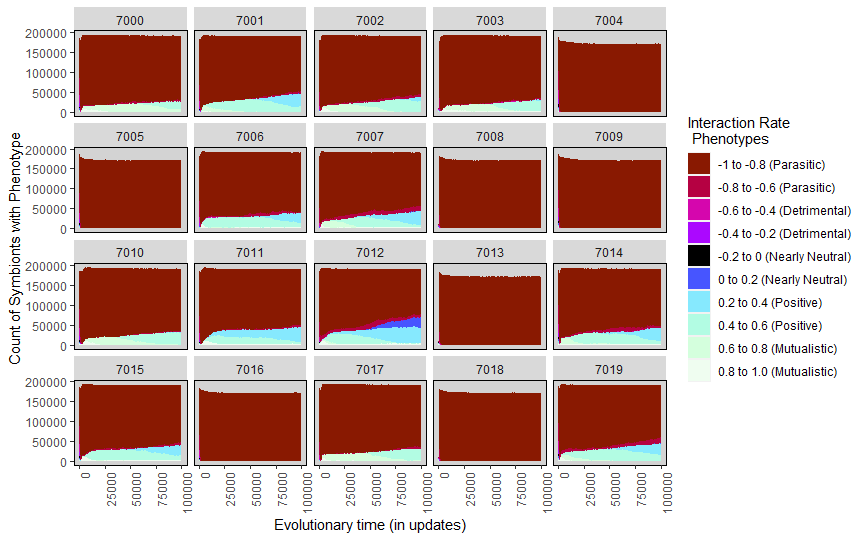 7000 7001 7002 7003 7004
200000
150000
100000
50000
0
7005 7006 7007 7008 7009
200000
150000
100000
50000
0
7010 7011 7012 7013 7014
200000
150000
100000
50000
0
7015 7016 7017 7018 7019
200000
150000
100000
50000
0
0 25000 50000 75000 100000 0 25000 50000 75000 100000 0 25000 50000 75000 100000 0 25000 50000 75000 100000 0 25000 50000 75000 100000
Evolutionary time (in updates)
Count of Symbionts with Phenotype
Interaction Rate
Phenotypes
-1 to -0.8 (Parasitic)
-0.8 to -0.6 (Parasitic)
-0.6 to -0.4 (Detrimental)
-0.4 to -0.2 (Detrimental)
-0.2 to 0 (Nearly Neutral)
0 to 0.2 (Nearly Neutral)
0.2 to 0.4 (Positive)
0.4 to 0.6 (Positive)
0.6 to 0.8 (Mutualistic)
0.8 to 1.0 (Mutualistic)